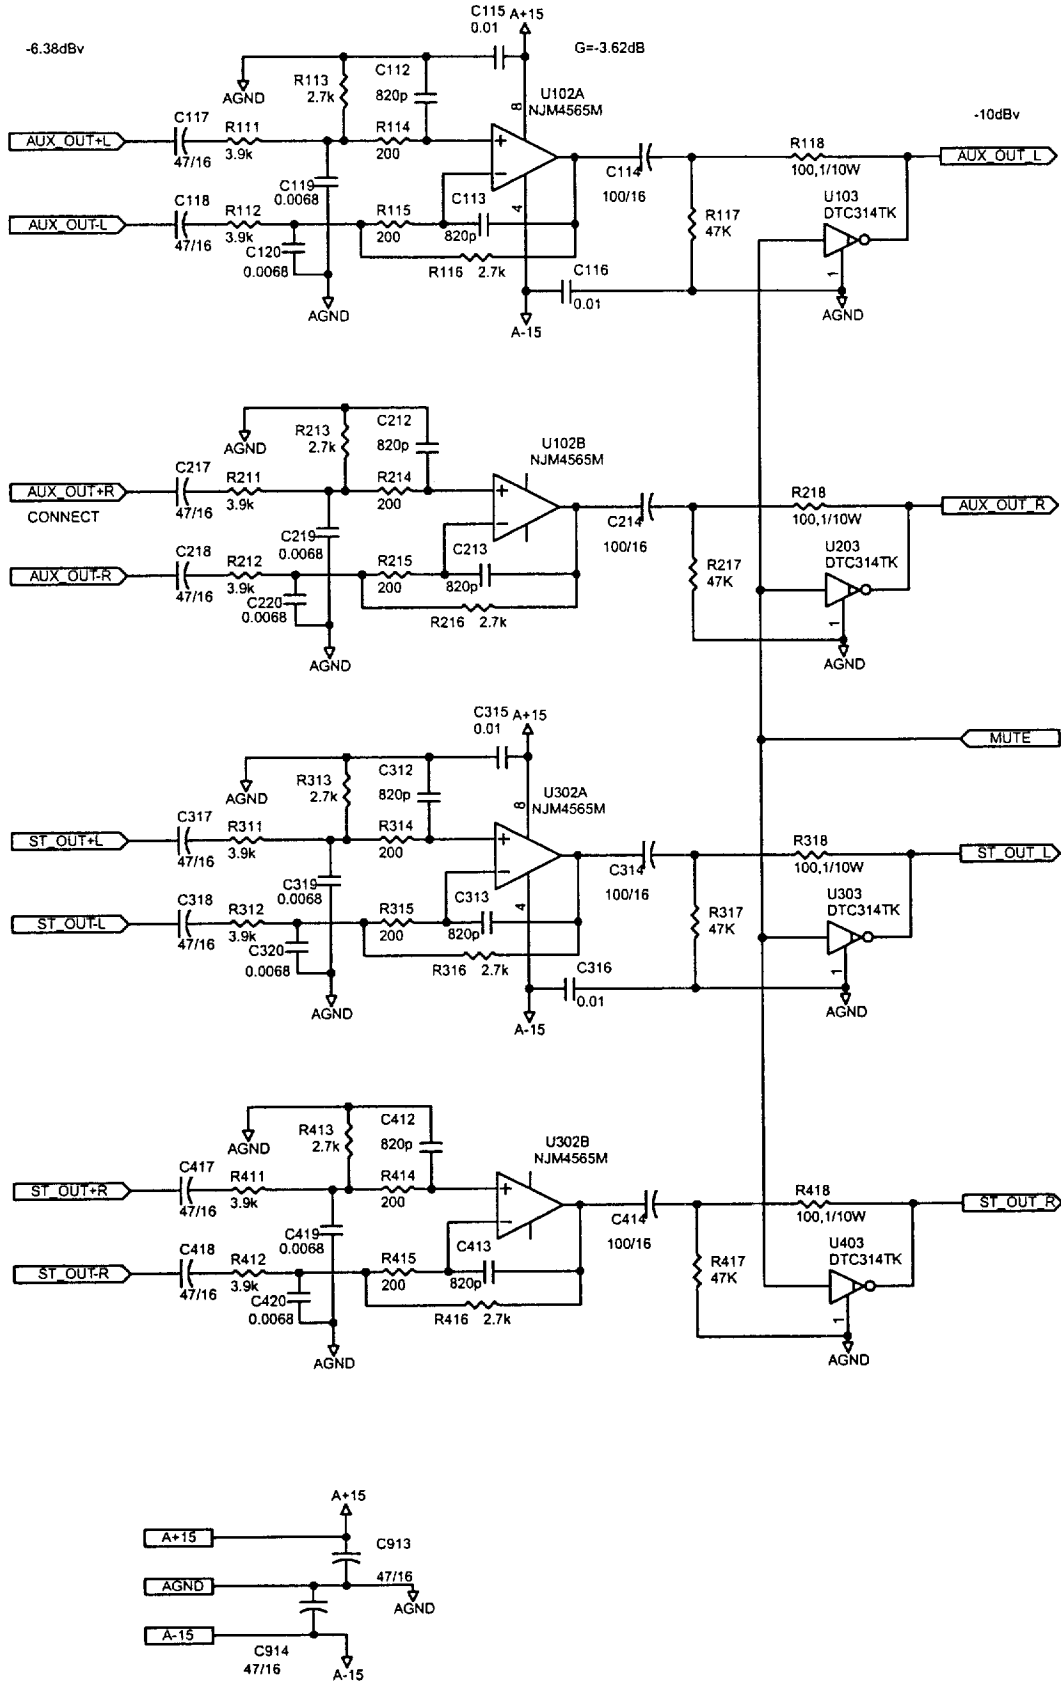 C115 A+15
0.01
-6.38dBv
G=-3.62dB
C112
R113
2.7k
820p
U102A
NJM4565M
AGND
8
-10dBv
C117
R111
R114
R118
AUX_OUT+L
AUX_OUT_L
47/16
3.9k
200
C114
100,1/10W
C119
0.0068
100/16
U103
DTC314TK
C118
R112
R115
C113
4
R117
47K
AUX_OUT-L
47/16
3.9k
200
820p
C120
0.0068
R116 2.7k
C116
1
0.01
AGND
A-15
AGND
C212
R213
2.7k
820p
U102B
NJM4565M
AGND
C217
R211
R214
R218
AUX_OUT+R
AUX_OUT_R
CONNECT
47/16
3.9k
200
C214
100,1/10W
C219
0.0068
100/16
U203
DTC314TK
C218
R212
R215
C213
R217
47K
AUX_OUT-R
47/16
3.9k
200
820p
C220
0.0068
R216 2.7k
1
AGND
AGND
C315 A+15
0.01
MUTE
C312
R313
2.7k
820p
U302A
NJM4565M
AGND
8
C317
R311
R314
R318
ST_OUT+L
ST_OUT_L
47/16
3.9k
200
C314
100,1/10W
C319
0.0068
100/16
U303
DTC314TK
C318
R312
R315
C313
4
R317
47K
ST_OUT-L
47/16
3.9k
200
820p
C320
0.0068
R316 2.7k
C316
1
0.01
AGND
A-15
AGND
C412
R413
2.7k
820p
U302B
NJM4565M
AGND
C417
R411
R414
R418
ST_OUT+R
ST_OUT_R
47/16
3.9k
200
C414
100,1/10W
C419
0.0068
100/16
U403
DTC314TK
C418
R412
R415
C413
R417
47K
ST_OUT-R
47/16
3.9k
200
820p
C420
0.0068
R416 2.7k
1
AGND
AGND
A+15
A+15
C913
47/16
AGND
AGND
A-15
C914
47/16
A-15